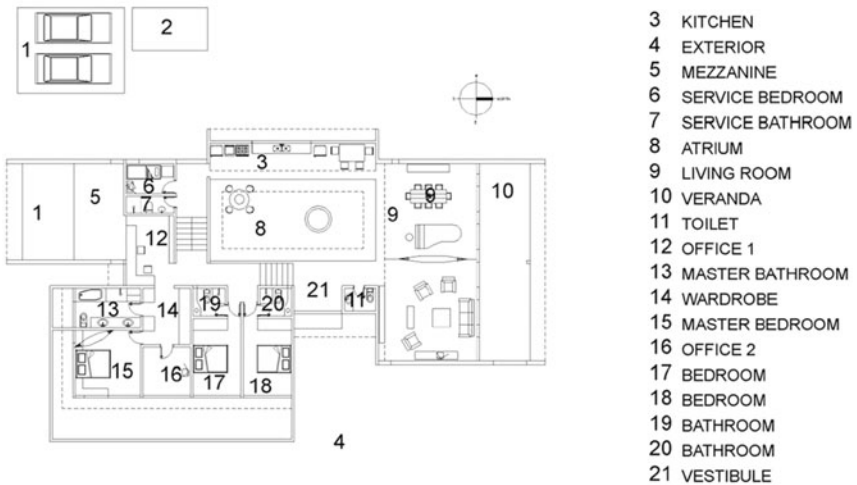 1
2
3 KITCHEN
4 EXTERIOR
5 MEZZANINE
6 SERVICE BEDROOM
7 SERVICE BATHROOM
8 ATRIUM
9 LIVING ROOM
10 VERANDA
11 TOILET
12 OFFICE 1
13 MASTER BATHROOM
14 WARDROBE
15 MASTER BEDROOM
16 OFFICE 2
17 BEDROOM
18 BEDROOM
19 BATHROOM
20 BATHROOM
21 VESTIBULE
3
6
7
1
5
8
9
9
10
12
13
14
19
20
21
11
15
16
17
18
4